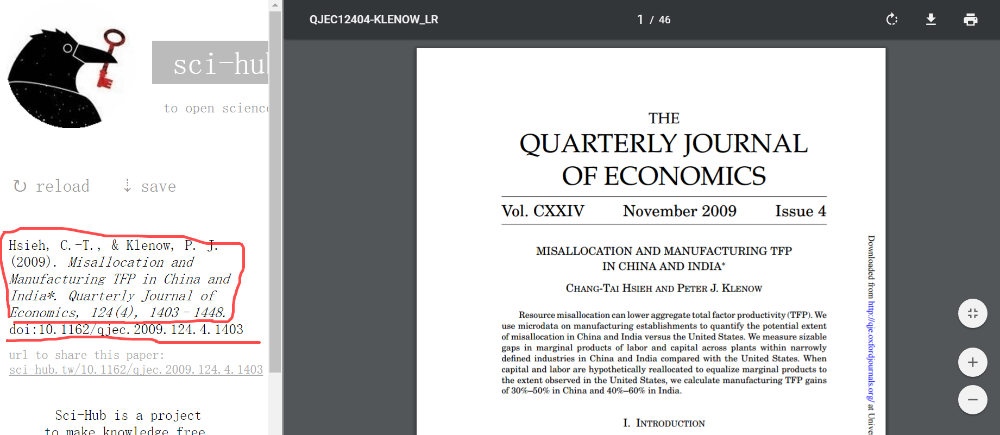 sci-hub
to open science
↻ reload ⇣ save
Hsieh, C.-T., & Klenow, P. J.
(2009). Misallocation and
Manufacturing TFP in China and
India*. Quarterly Journal of
Economics, 124(4), 1403–1448.
doi:10.1162/qjec.2009.124.4.1403
url to share this paper:
sci-hub.tw/10.1162/qjec.2009.124.4.1403
Sci-Hub is a project
to make knowledge free
QJEC12404-KLENOW_LR
1 / 46
THE
QUARTERLY JOURNAL
OF ECONOMICS
Vol. CXXIV November 2009 Issue 4
MISALLOCATION AND MANUFACTURING TFP
IN CHINA AND INDIA*
CHANG-TAI HSIEH AND PETER J. KLENOW
Resource misallocation can lower aggregate total factor productivity (TFP). We
use microdata on manufacturing establishments to quantify the potential extent
of misallocation in China and India versus the United States. We measure sizable
gaps in marginal products of labor and capital across plants within narrowly
defined industries in China and India compared with the United States. When
capital and labor are hypothetically reallocated to equalize marginal products to
the extent observed in the United States, we calculate manufacturing TFP gains
of 30%–50% in China and 40%–60% in India.
I. INTRODUCTION
Downloaded from http://qje.oxfordjournals.org/ at